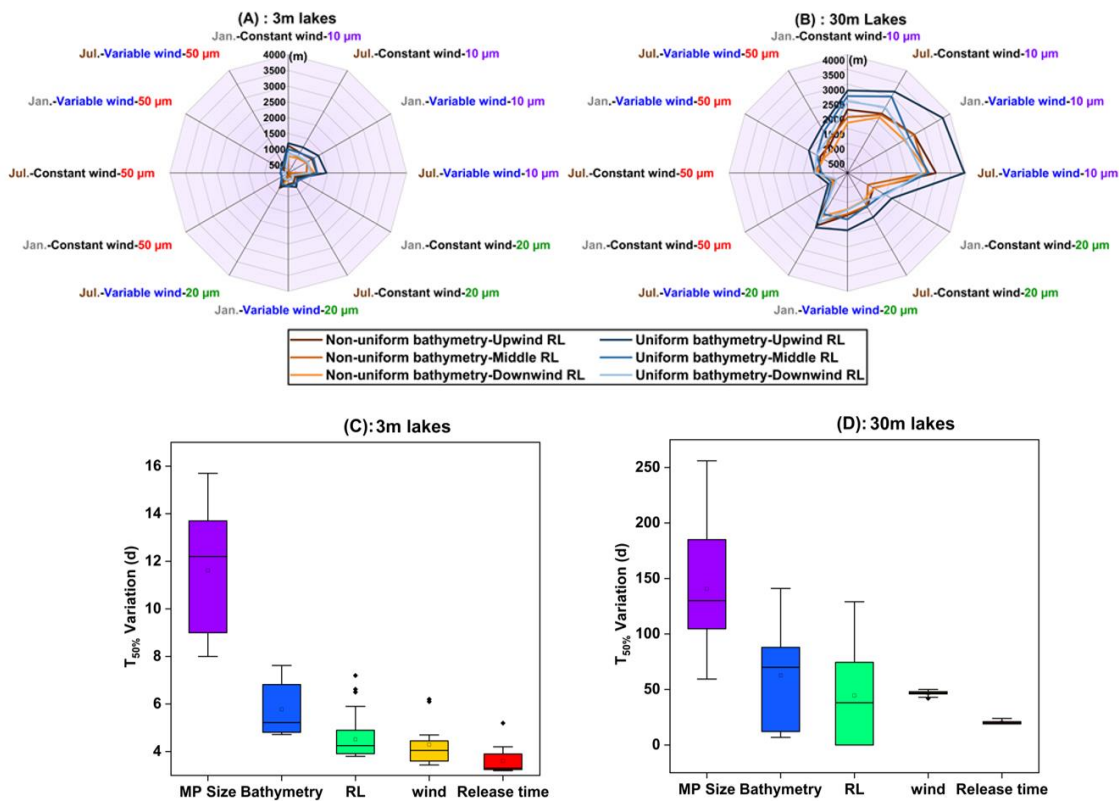 (A) : 3m lakes
Jan.-Constant wind-10 µm
Jul.-Variable wind-50 µm
Jul.-Constant wind-10 µm
Jan.-Variable wind-50 µm
Jan.-Variable wind-10 µm
Jul.-Constant wind-50 µm
Jul.-Variable wind-10 µm
Jan.-Constant wind-50 µm
Jan.-Constant wind-20 µm
Jul.-Variable wind-20 µm
Jul.-Constant wind-20 µm
Jan.-Variable wind-20 µm
4000
(m)
3500
3000
2500
2000
1500
1000
500
(B) : 30m Lakes
Jan.-Constant wind-10 µm
Jul.-Variable wind-50 µm
Jul.-Constant wind-10 µm
Jan.-Variable wind-50 µm
Jan.-Variable wind-10 µm
Jul.-Constant wind-50 µm
Jul.-Variable wind-10 µm
Jan.-Constant wind-50 µm
Jan.-Constant wind-20 µm
Jul.-Variable wind-20 µm
Jul.-Constant wind-20 µm
Jan.-Variable wind-20 µm
4000
(m)
3500
3000
2500
2000
1500
1000
500
Non-uniform bathymetry-Upwind RL
Uniform bathymetry-Upwind RL
Non-uniform bathymetry-Middle RL
Uniform bathymetry-Middle RL
Non-uniform bathymetry-Downwind RL
Uniform bathymetry-Downwind RL
(C): 3m lakes
T50% Variation (d)
16
14
12
10
8
6
4
MP Size Bathymetry RL wind Release time
(D): 30m lakes
T50% Variation (d)
250
200
150
100
50
0
MP Size Bathymetry RL wind Release time